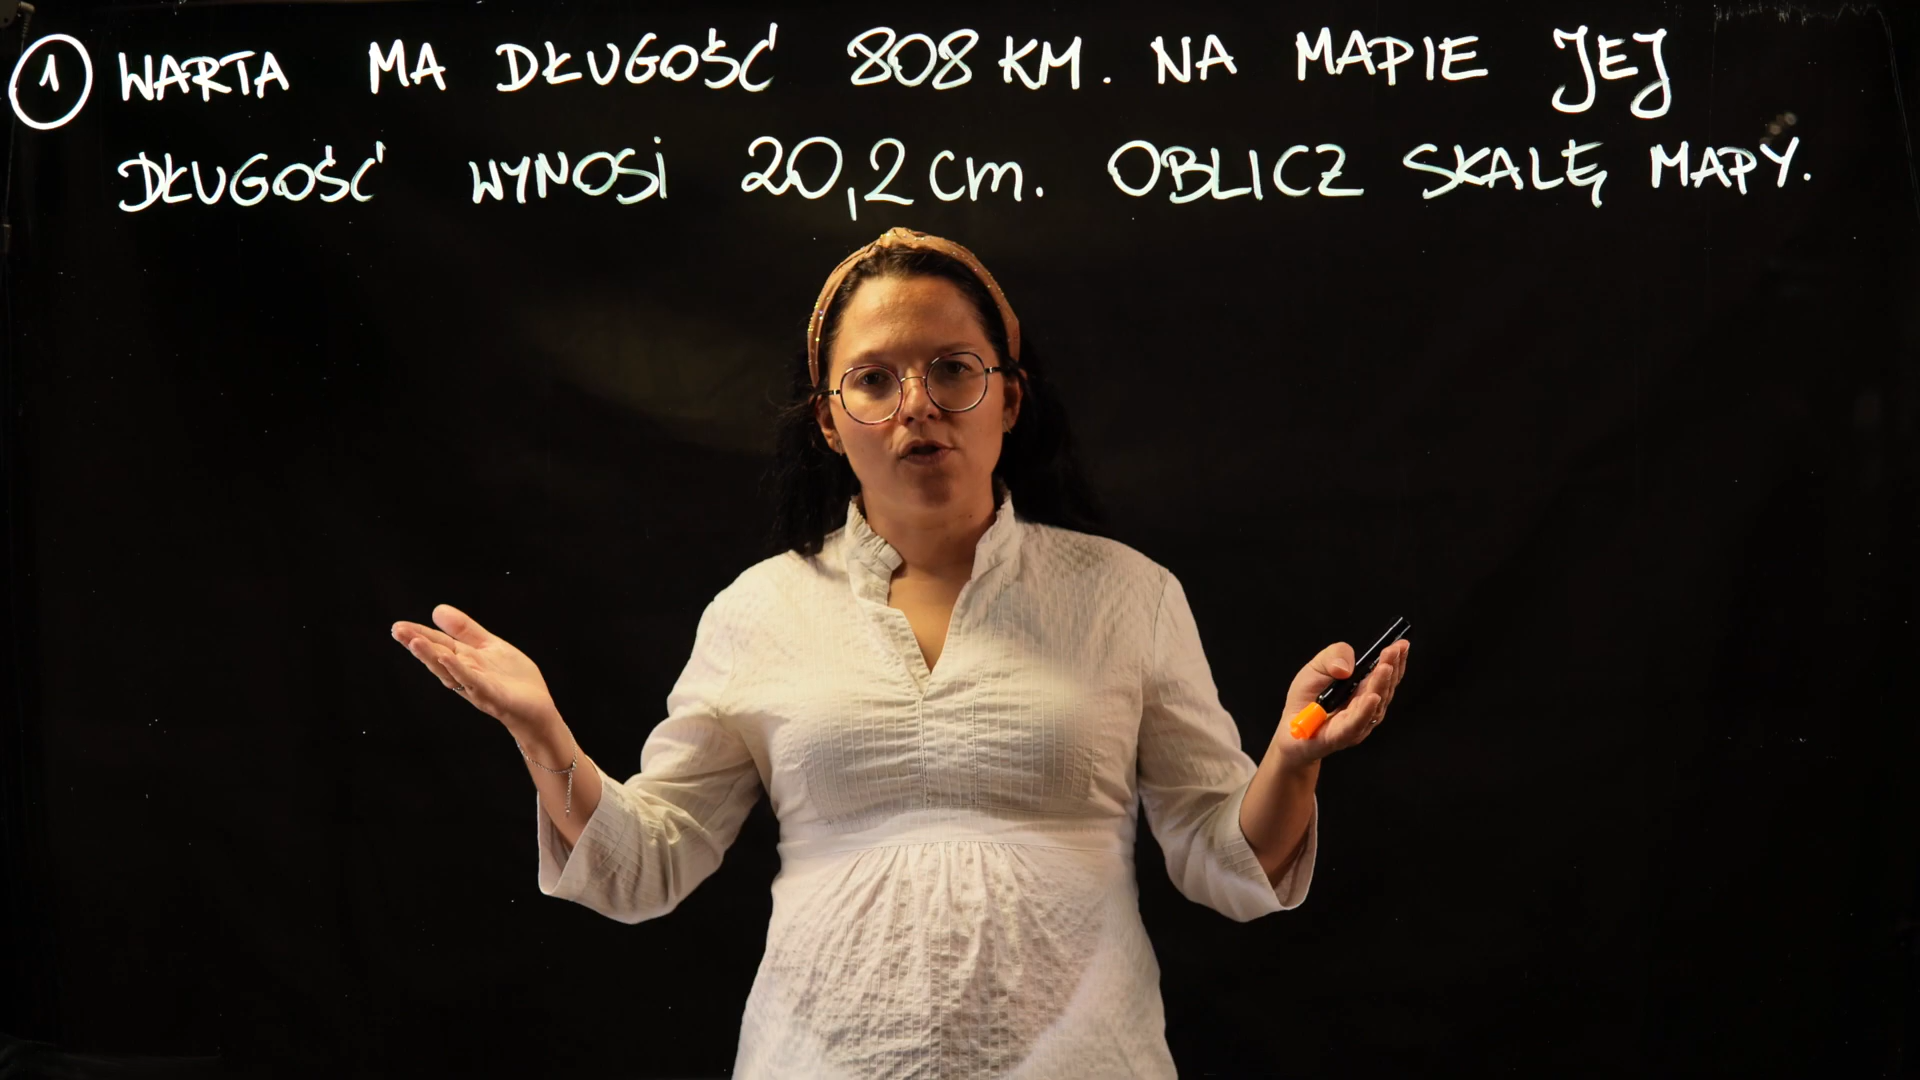 1 WARTA MA DŁUGOŚĆ 808 KM. NA MAPIE JEJ
DŁUGOŚĆ WYNOSI 20,2 cm. OBLICZ SKALĘ MAPY.